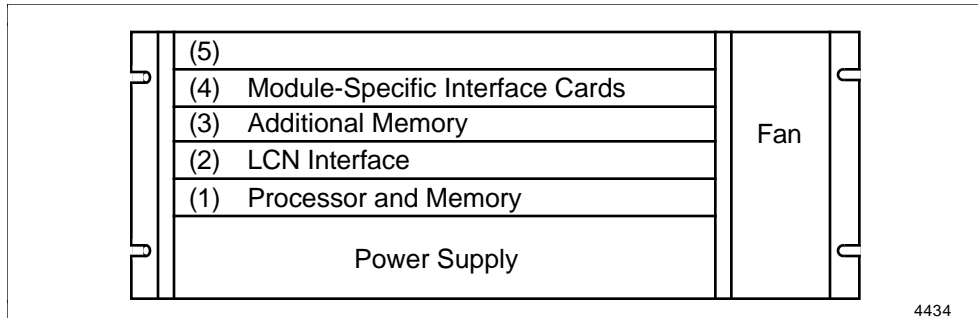 (5)
(4) Module-Specific Interface Cards
(3) Additional Memory
Fan
(2) LCN Interface
(1) Processor and Memory
Power Supply
4434